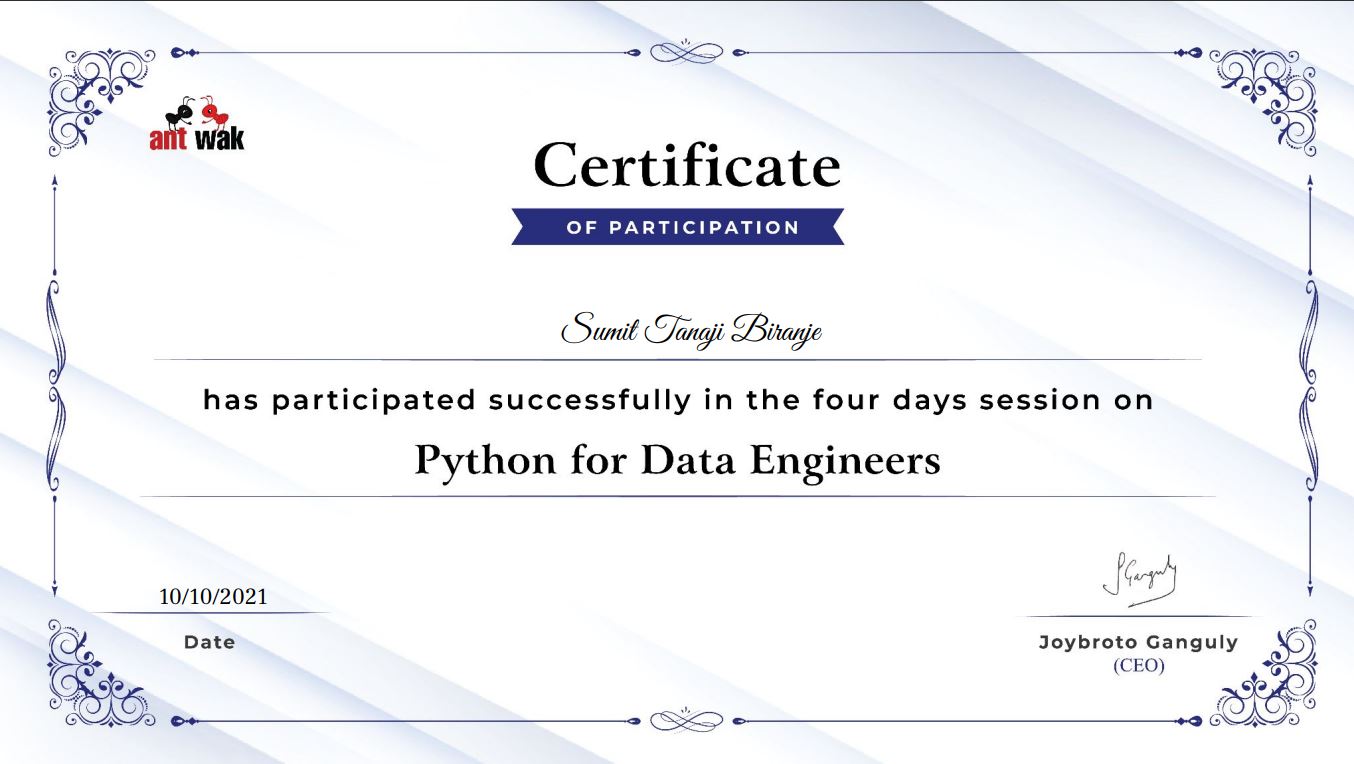 ant wak
Certificate
OF PARTICIPATION
Sumit Tanaji Biranje
has participated successfully in the four days session on
Python for Data Engineers
10/10/2021
Date
JGanguly
Joybroto Ganguly
(CEO)